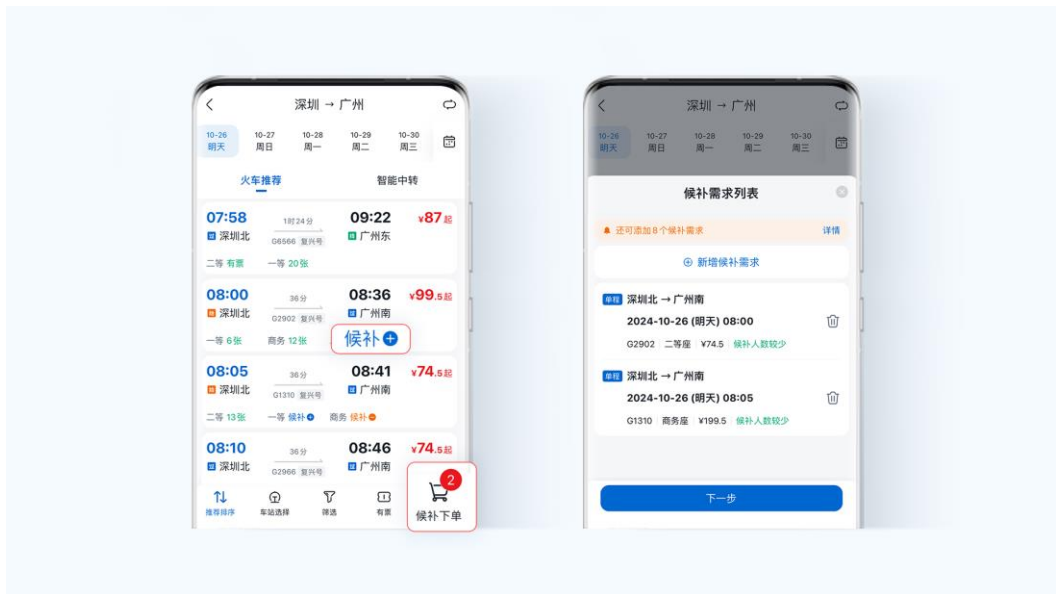 深圳 → 广州
10-26 10-27 10-28 10-29 10-30
明天 周日 周一 周二 周三
火车推荐 智能中转
07:58 1时24分 09:22 ¥87起
始 深圳北 G6566 复兴号 终 广州东
二等 有票 一等 20张
08:00 36分 08:36 ¥99.5起
始 深圳北 G2902 复兴号 过 广州南
一等 6张 商务 12张 候补
08:05 36分 08:41 ¥74.5起
深圳北 G1310 复兴号 广州南
二等 13张 一等 候补 商务 候补
08:10 36分 08:46 ¥74.5起
深圳北 G2966 复兴号 广州南
推荐排序 车站选择 筛选 有票 候补下单
2
深圳 → 广州
10-26 10-27 10-28 10-29 10-30
明天 周日 周一 周二 周三
候补需求列表
还可添加8个候补需求 详情
新增候补需求
单程 深圳北 → 广州南
2024-10-26 (明天) 08:00
G2902 二等座 ¥74.5 候补人数较少
单程 深圳北 → 广州南
2024-10-26 (明天) 08:05
G1310 商务座 ¥199.5 候补人数较少
下一步